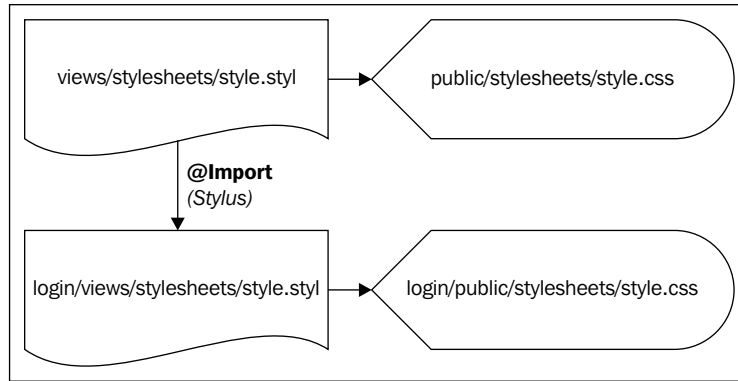 views/stylesheets/style.styl
public/stylesheets/style.css
@Import
(Stylus)
login/views/stylesheets/style.styl
login/public/stylesheets/style.css